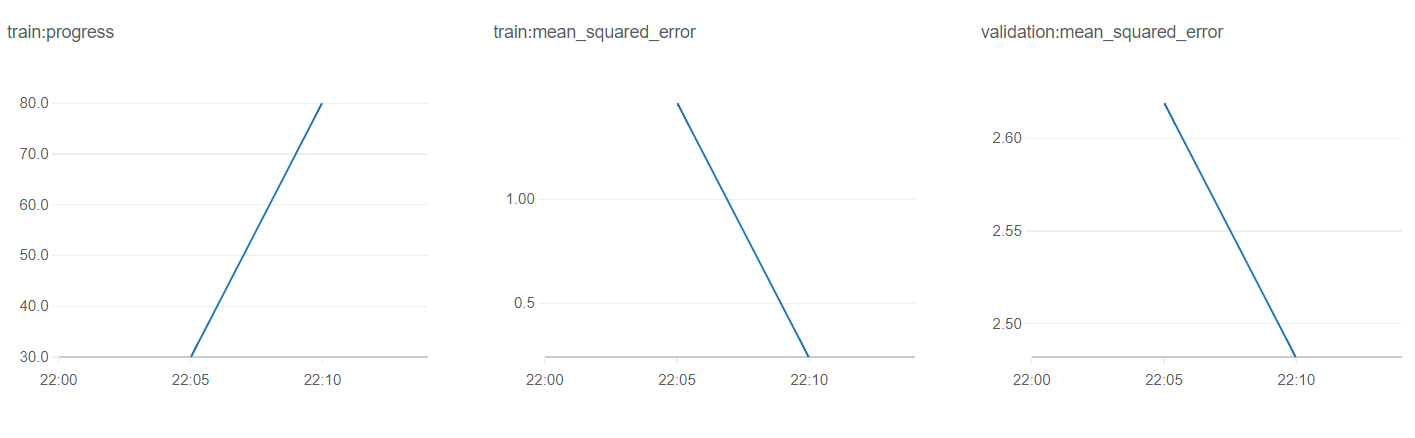 train:progress
80.0
70.0
60.0
50.0
40.0
30.0
22:00 22:05 22:10
train:mean_squared_error
1.00
0.5
22:00 22:05 22:10
validation:mean_squared_error
2.60
2.55
2.50
22:00 22:05 22:10